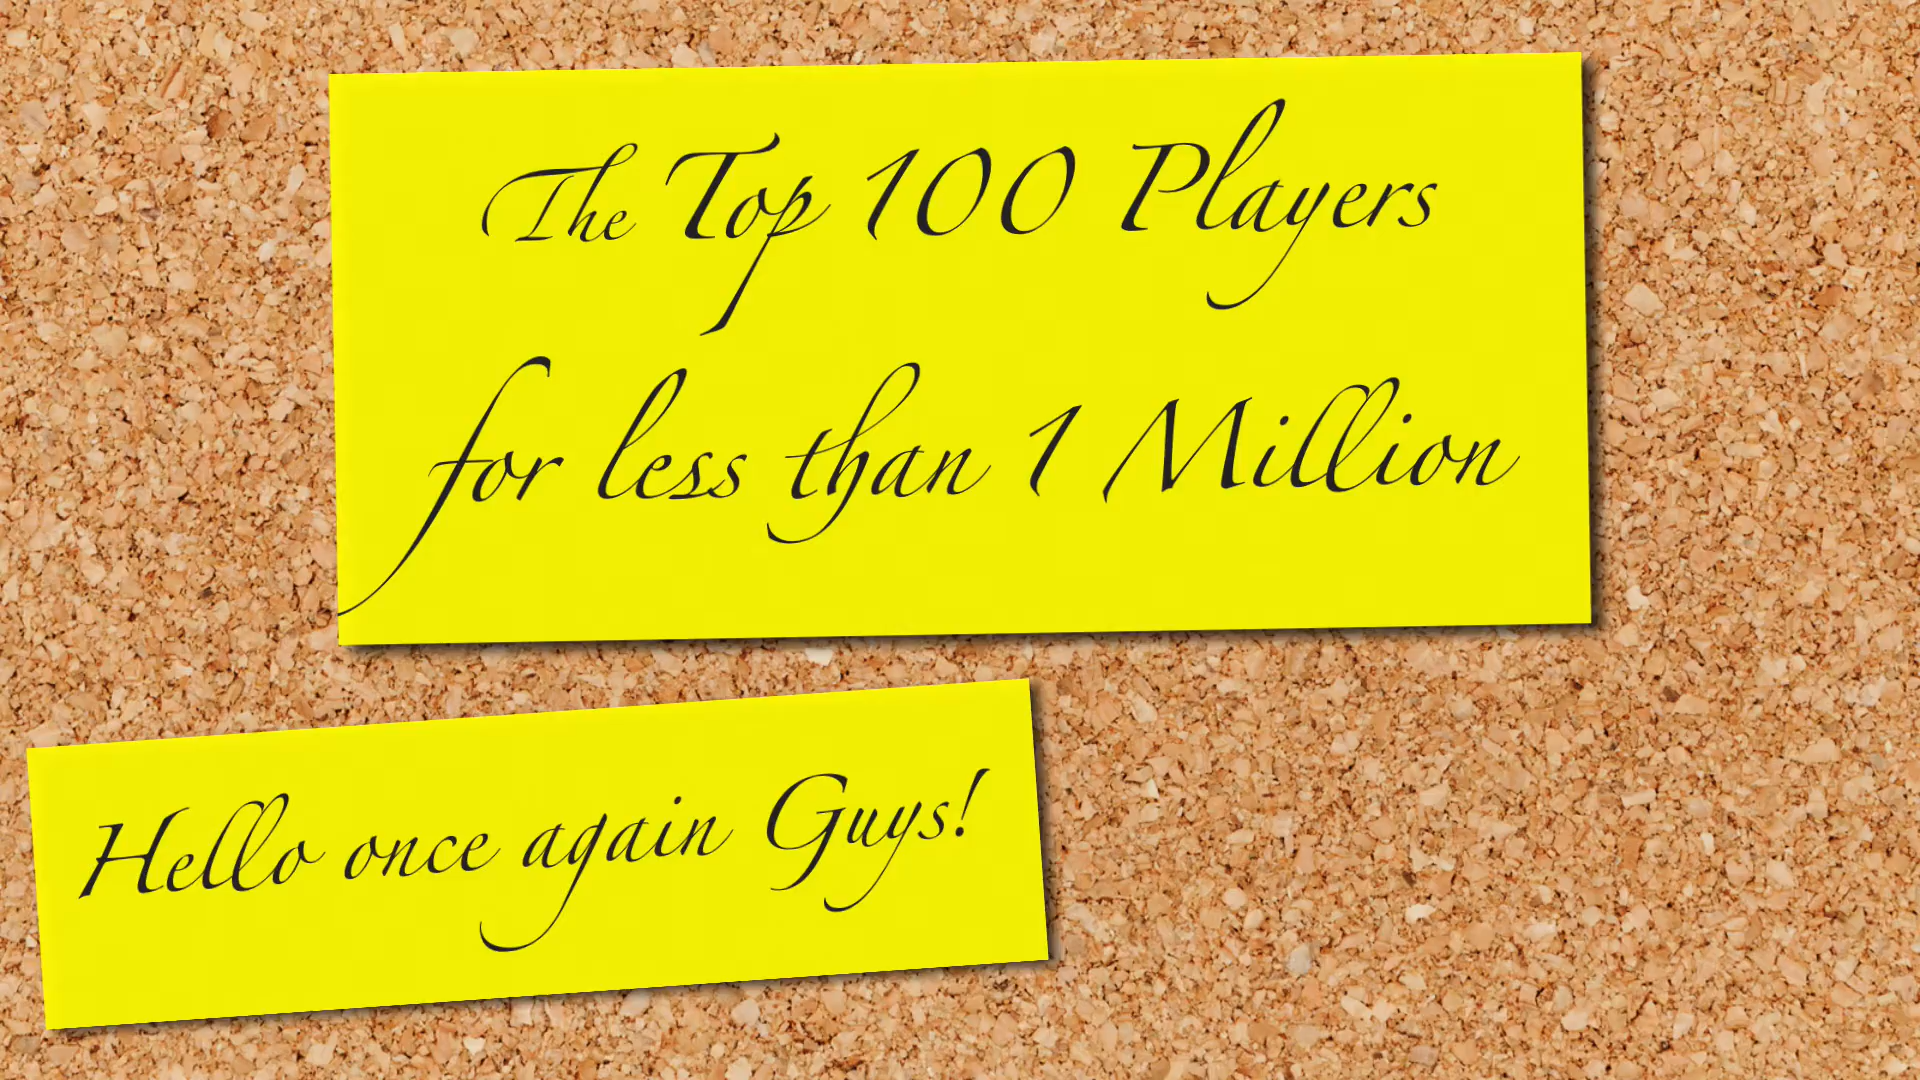 The Top 100 Players
for less than 1 Million
Hello once again Guys!